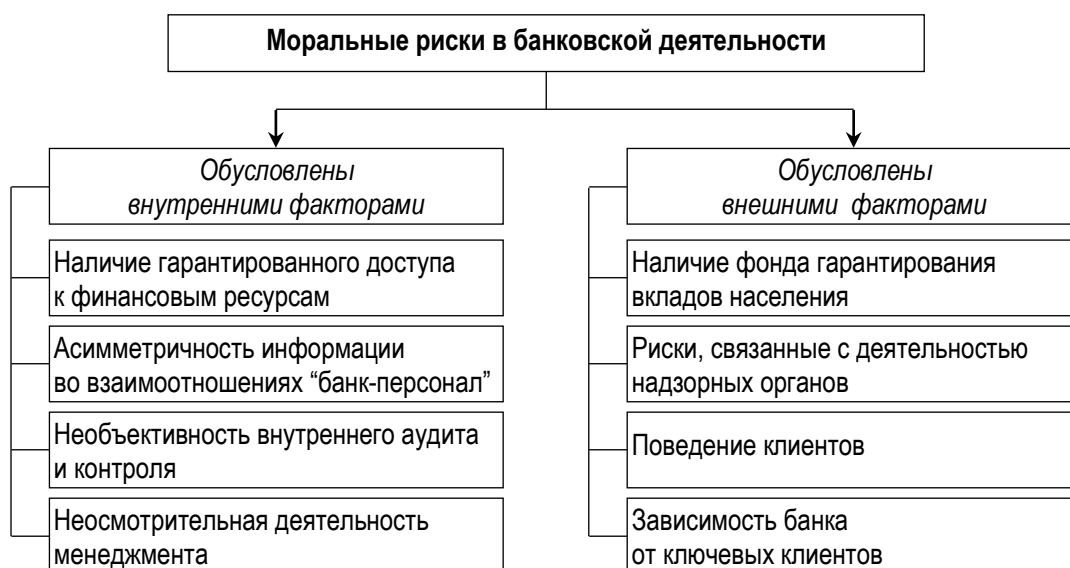 Моральные риски в банковской деятельности
Обусловлены
внутренними факторами
Наличие гарантированного доступа
к финансовым ресурсам
Асимметричность информации
во взаимоотношениях “банк-персонал”
Необъективность внутреннего аудита
и контроля
Неосмотрительная деятельность
менеджмента
Обусловлены
внешними факторами
Наличие фонда гарантирования
вкладов населения
Риски, связанные с деятельностью
надзорных органов
Поведение клиентов
Зависимость банка
от ключевых клиентов